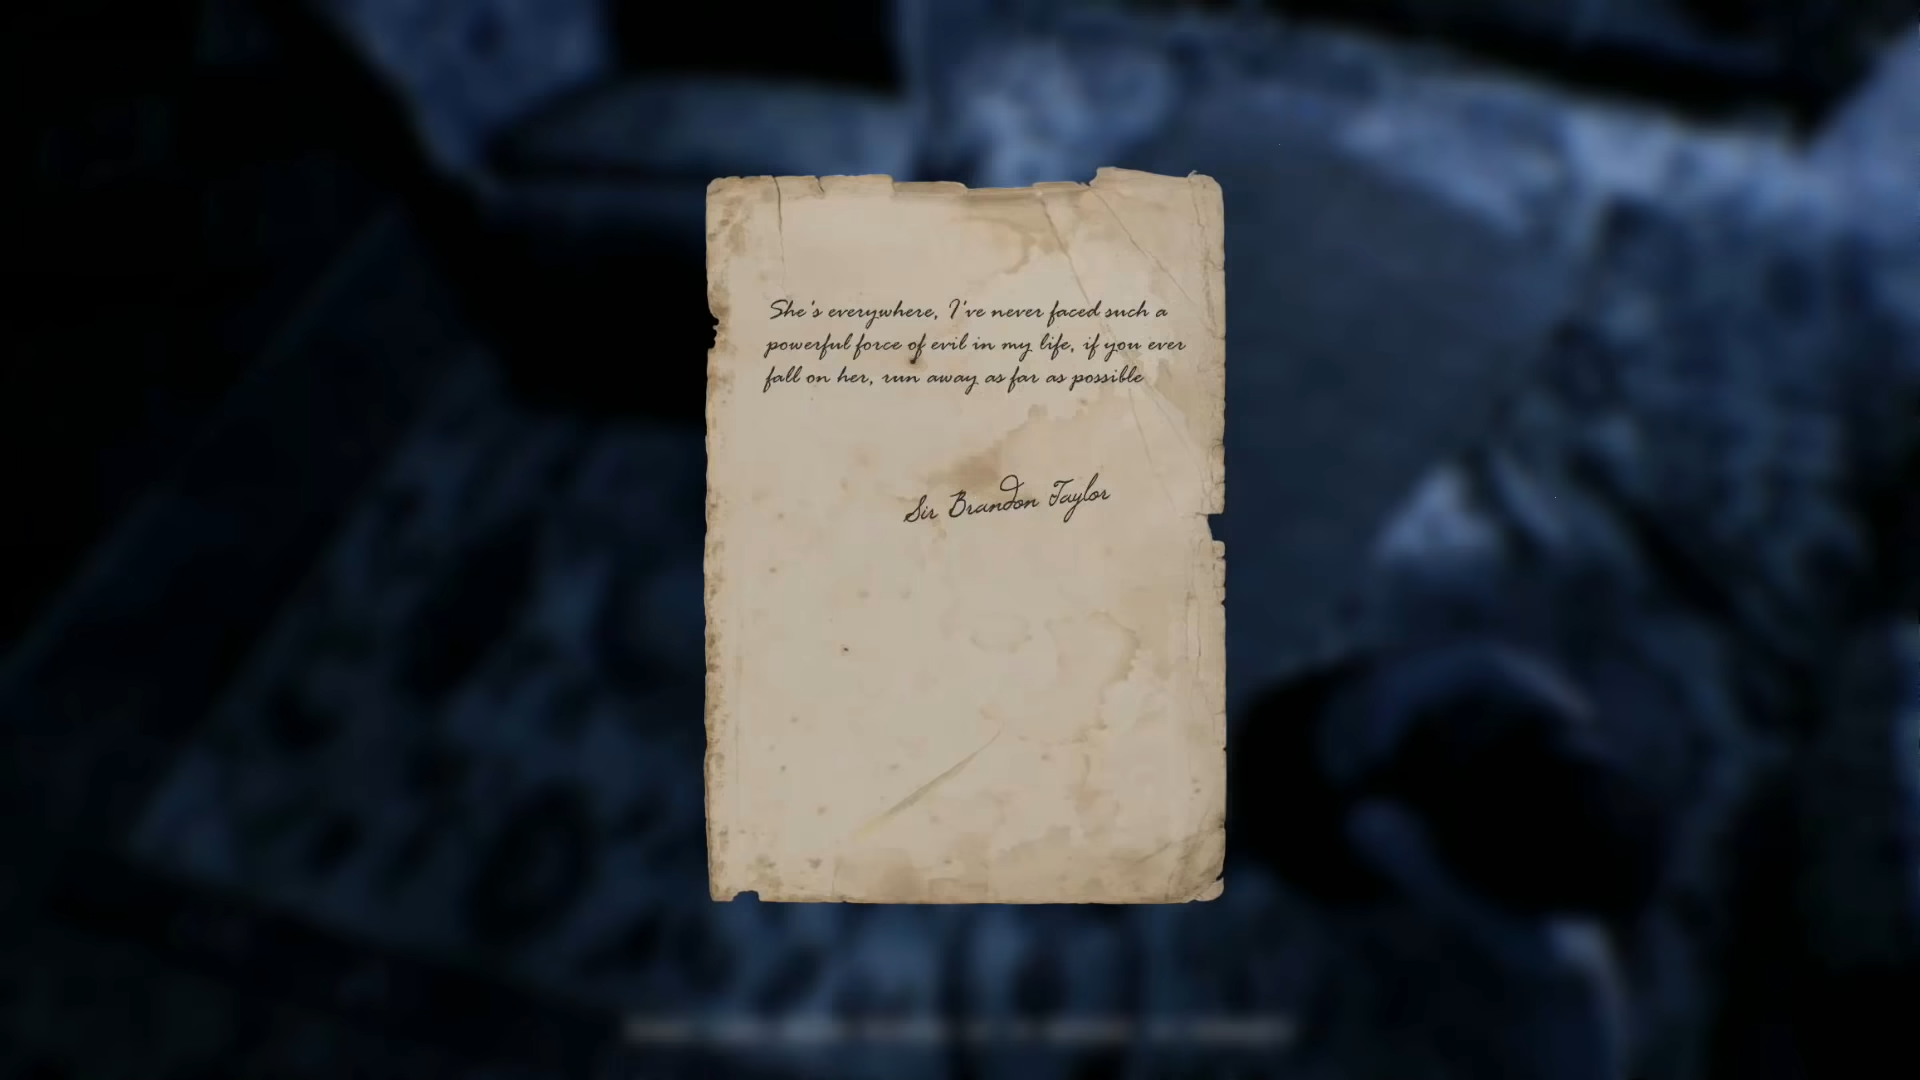 She's everywhere, I've never faced such a
powerful force of evil in my life, if you ever
fall on her, run away as far as possible
Sir Brandon Taylor